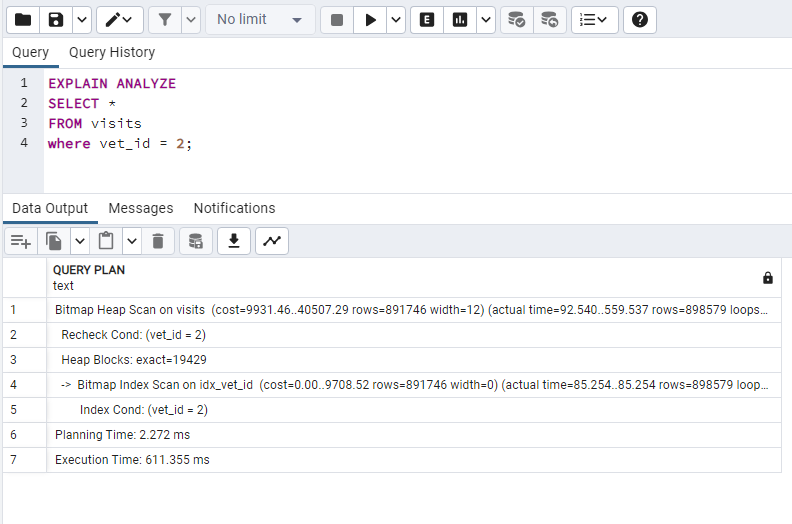 No limit
E
Query Query History
1 EXPLAIN ANALYZE
2 SELECT *
3 FROM visits
4 where vet_id = 2;
Data Output Messages Notifications
QUERY PLAN
text
1 Bitmap Heap Scan on visits (cost=9931.46..40507.29 rows=891746 width=12) (actual time=92.540..559.537 rows=898579 loops...
2 Recheck Cond: (vet_id = 2)
3 Heap Blocks: exact=19429
4 -> Bitmap Index Scan on idx_vet_id (cost=0.00..9708.52 rows=891746 width=0) (actual time=85.254..85.254 rows=898579 loop...
5 Index Cond: (vet_id = 2)
6 Planning Time: 2.272 ms
7 Execution Time: 611.355 ms